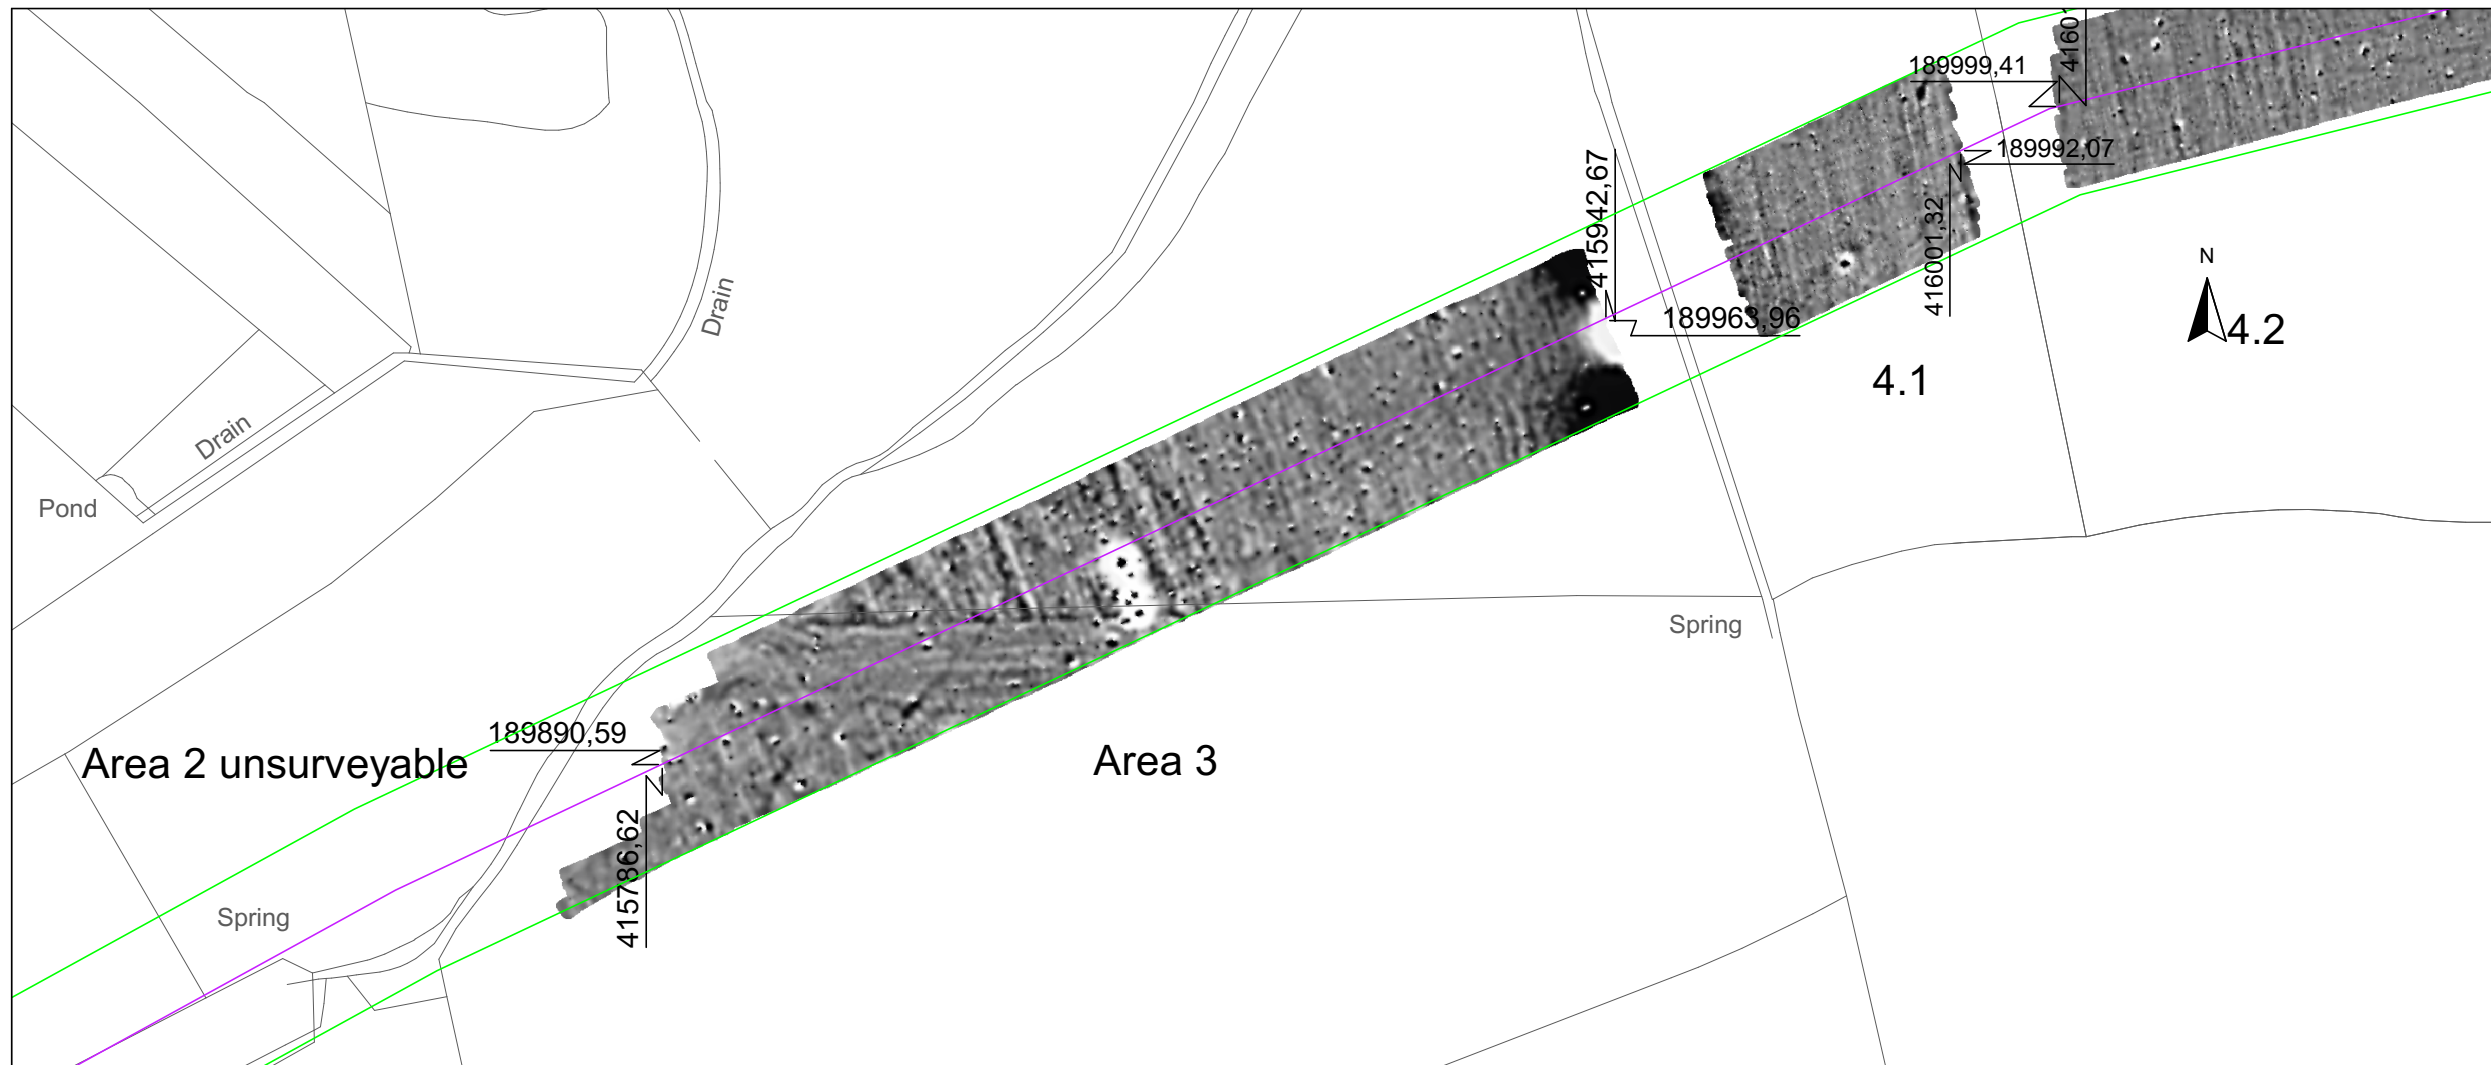 4160
189999,41
189992,07
415942,67
416001,32
N
Drain
189963,96
4.2
4.1
Drain
Pond
Spring
189890,59
Area 2 unsurveyable
Area 3
415786,62
Spring